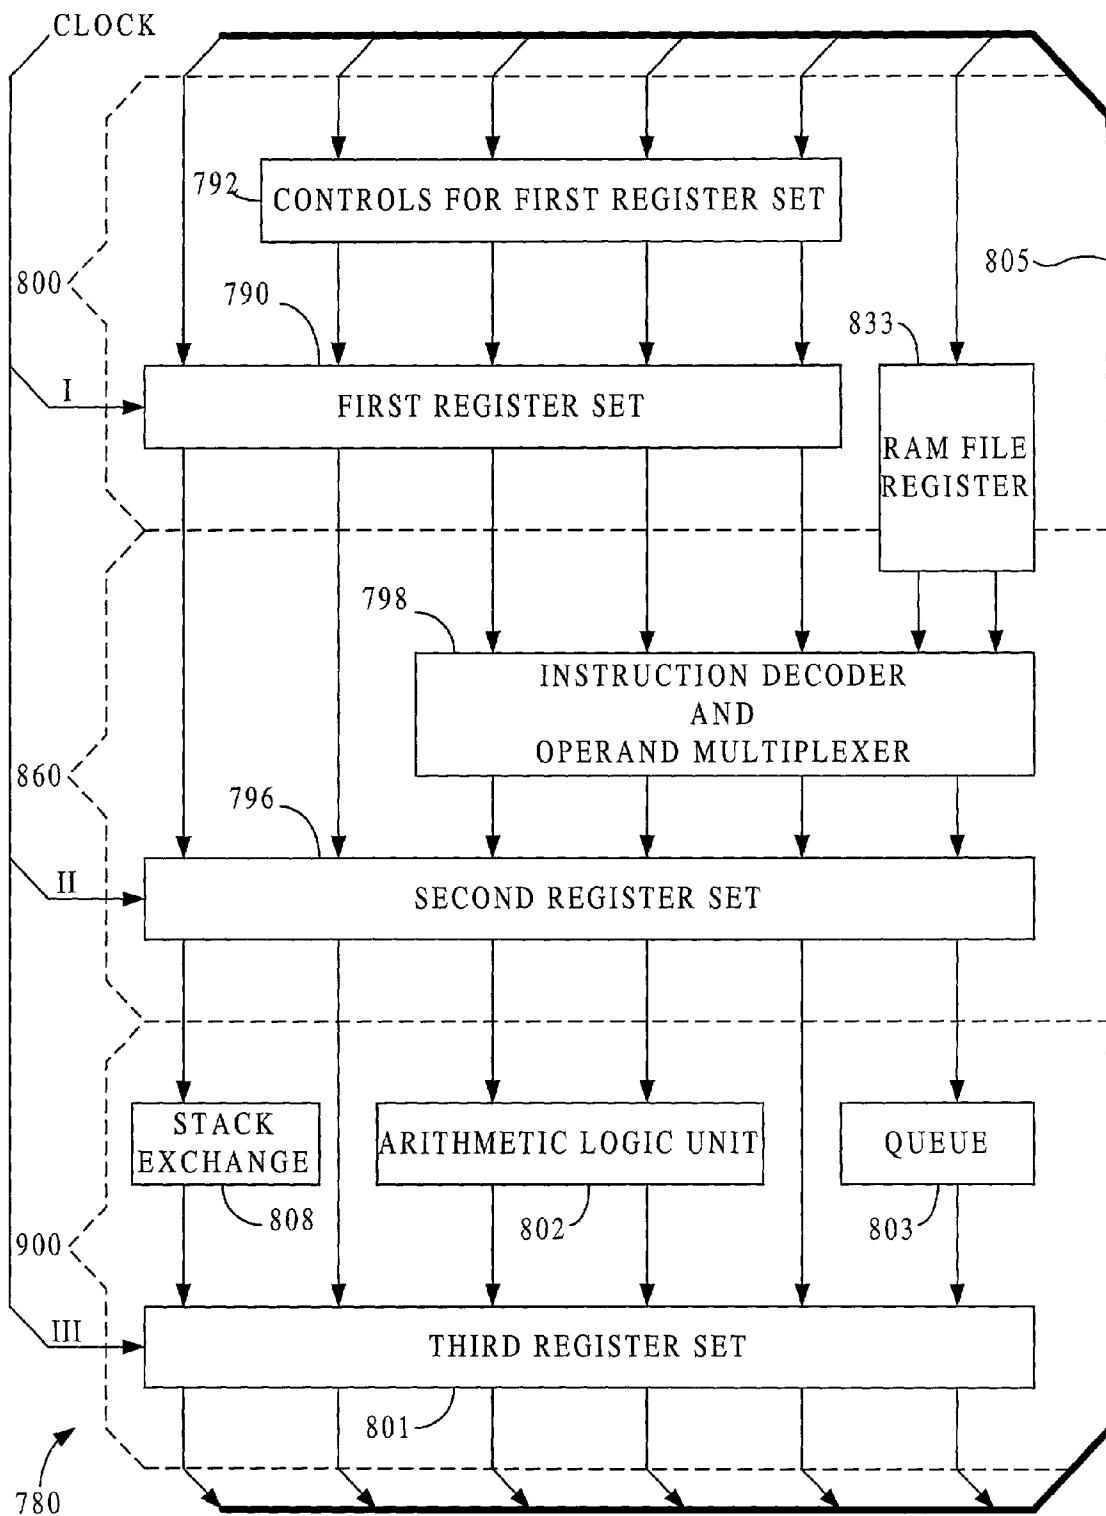 CLOCK
792
CONTROLS FOR FIRST REGISTER SET
805
800
790
833
I
FIRST REGISTER SET
RAM FILE
REGISTER
798
INSTRUCTION DECODER
AND
OPERAND MULTIPLEXER
860
796
II
SECOND REGISTER SET
STACK
EXCHANGE
ARITHMETIC LOGIC UNIT
QUEUE
808
802
803
900
III
THIRD REGISTER SET
801
780